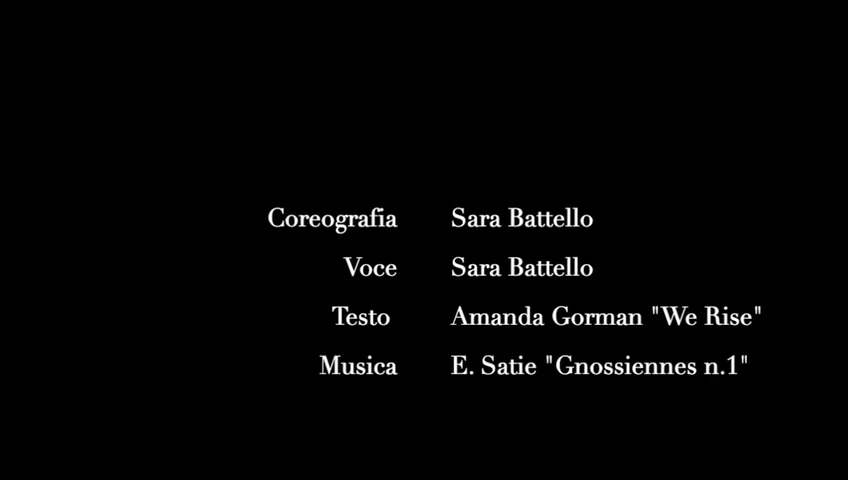 Coreografia Sara Battello
Voce Sara Battello
Testo Amanda Gorman "We Rise"
Musica E. Satie "Gnossiennes n.1"